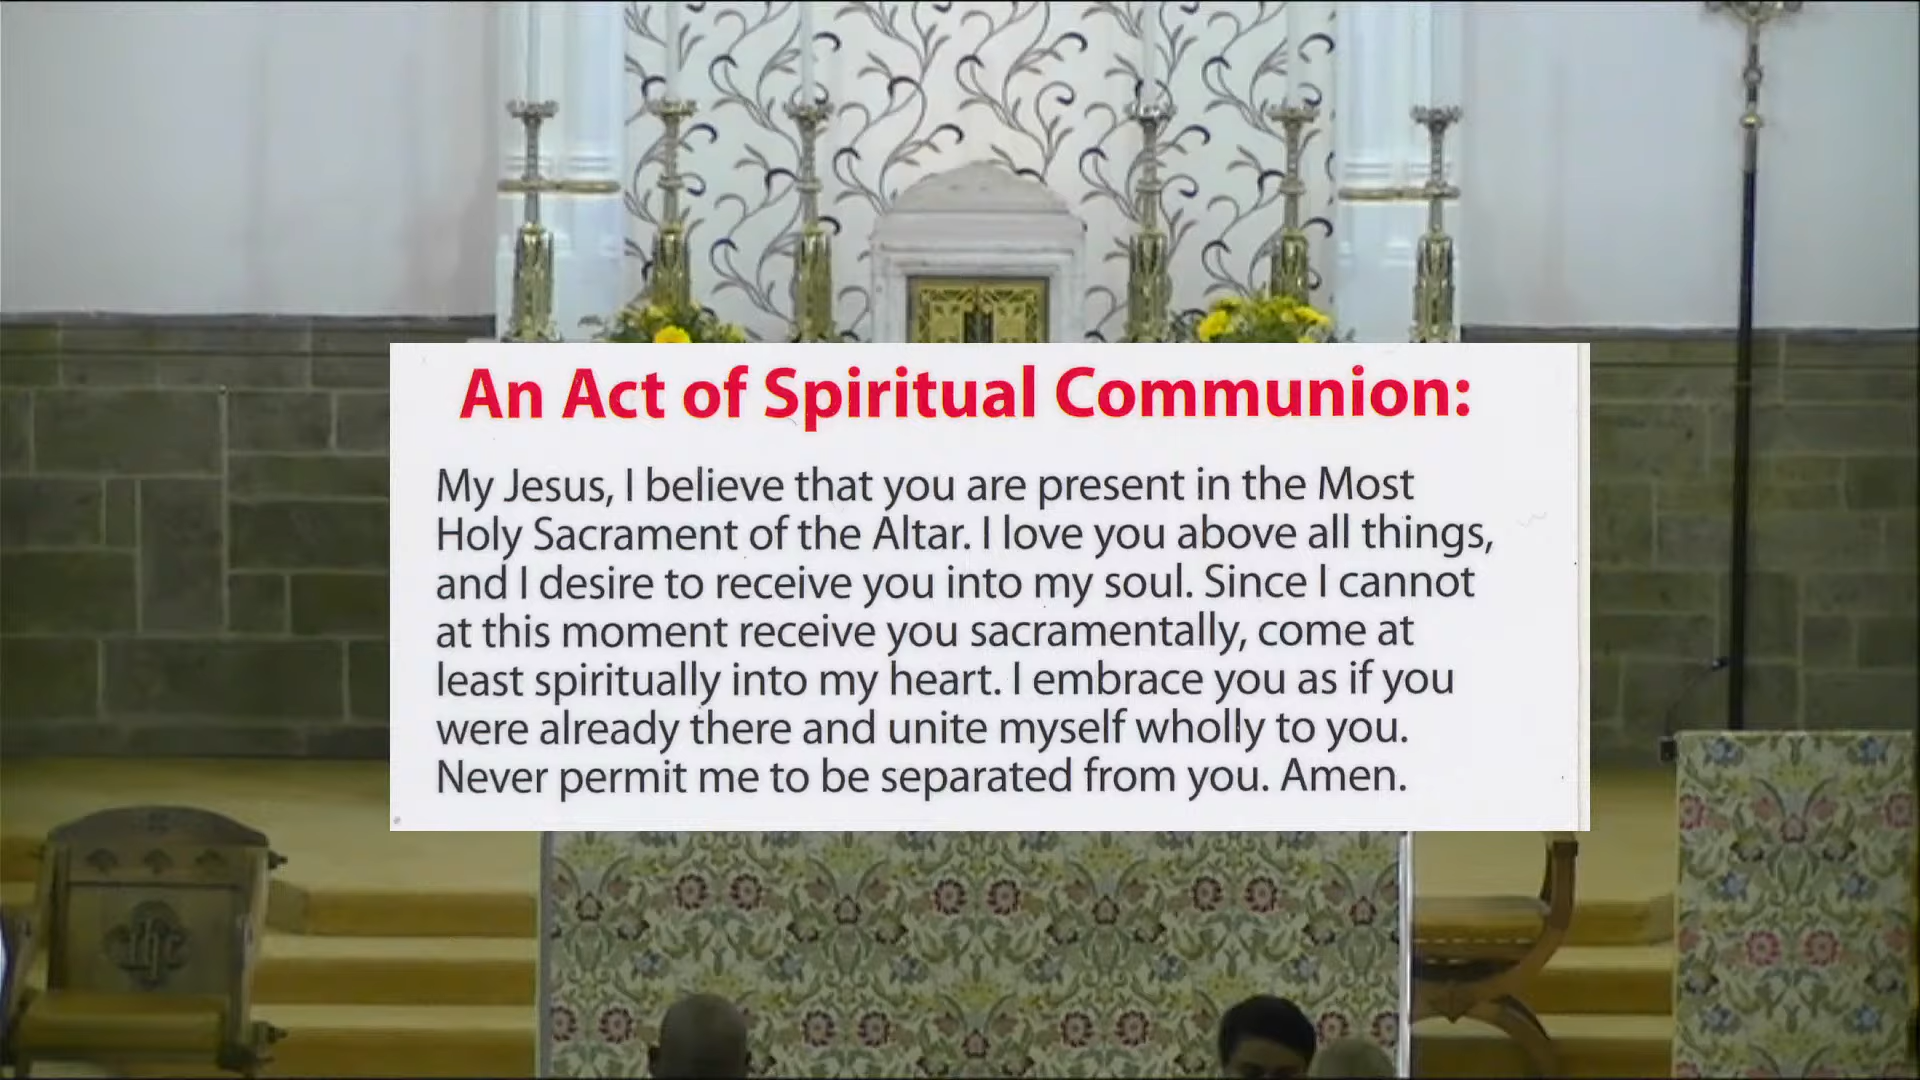 An Act of Spiritual Communion:
My Jesus, I believe that you are present in the Most
Holy Sacrament of the Altar. I love you above all things,
and I desire to receive you into my soul. Since I cannot
at this moment receive you sacramentally, come at
least spiritually into my heart. I embrace you as if you
were already there and unite myself wholly to you.
Never permit me to be separated from you. Amen.
ihc